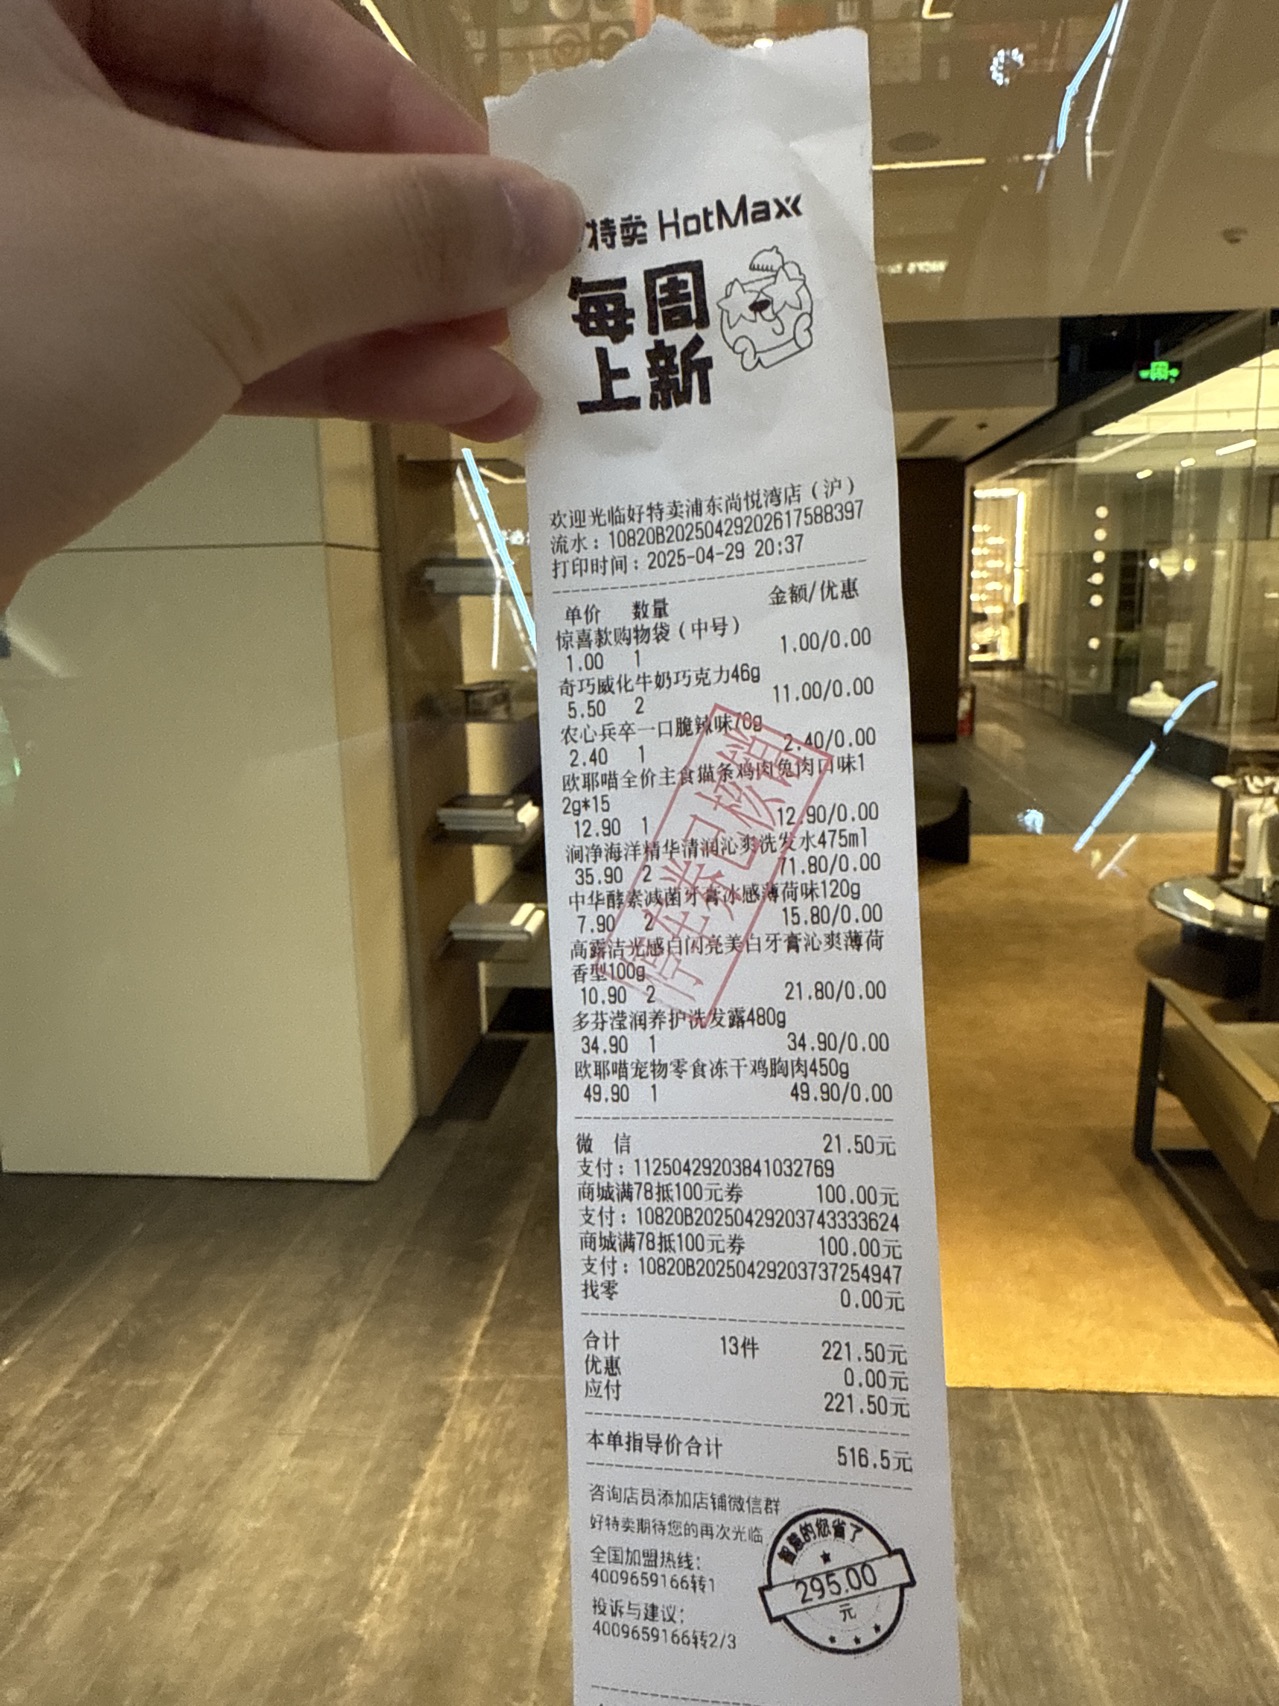 特卖 HotMaxx
每周
上新
欢迎光临好特卖浦东尚悦湾店(沪)
流水:10820B20250429202617588397
打印时间:2025-04-29 20:37
单价 数量 金额/优惠
惊喜款购物袋(中号)
1.00 1 1.00/0.00
奇巧威化牛奶巧克力46g
5.50 2 11.00/0.00
农心兵卒一口脆辣味70g
2.40 1 2.40/0.00
欧耶喵全价主食猫条鸡肉兔肉口味1
2g*15
12.90 1 12.90/0.00
涧净海洋精华清润沁爽洗发水475ml
35.90 2 71.80/0.00
中华酵素减菌牙膏冰感薄荷味120g
7.90 2 15.80/0.00
高露洁光感白闪亮美白牙膏沁爽薄荷
香型100g
10.90 2 21.80/0.00
多芬滢润养护洗发露480g
34.90 1 34.90/0.00
欧耶喵宠物零食冻干鸡胸肉450g
49.90 1 49.90/0.00
停车券已核销
微 信 21.50元
支付:11250429203841032769
商城满78抵100元券 100.00元
支付:10820B20250429203743333624
商城满78抵100元券 100.00元
支付:10820B20250429203737254947
找零 0.00元
合计 13件 221.50元
优惠 0.00元
应付 221.50元
本单指导价合计 516.5元
咨询店员添加店铺微信群
好特卖期待您的再次光临
全国加盟热线:
4009659166转1
投诉与建议:
4009659166转2/3
智慧的您省了
295.00
元